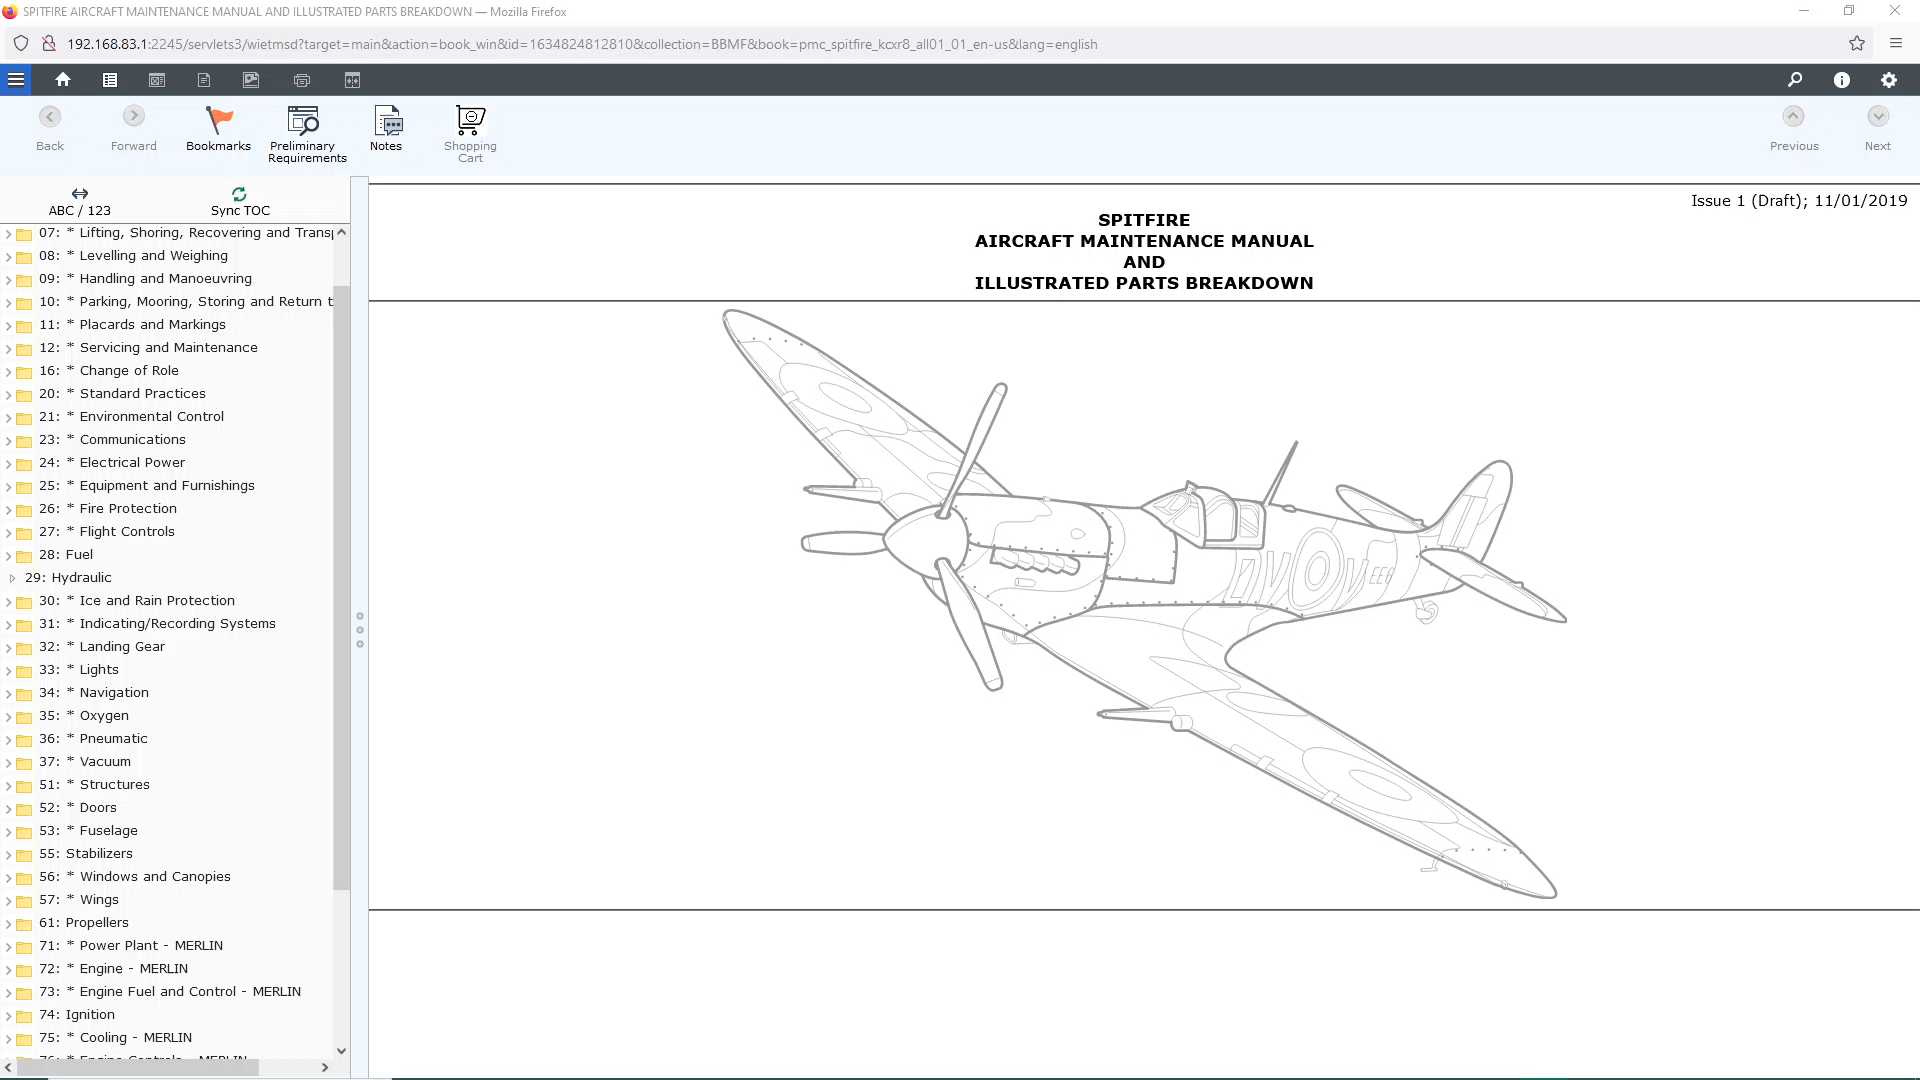 SPITFIRE AIRCRAFT MAINTENANCE MANUAL AND ILLUSTRATED PARTS BREAKDOWN — Mozilla Firefox
192.168.83.1:2245/servlets3/wietmsd?target=main&action=book_win&id=1634824812810&collection=BBMF&book=pmc_spitfire_kcxr8_all01_01_en-us&lang=english
Back
Forward
Bookmarks
Preliminary
Requirements
Notes
Shopping
Cart
Previous
Next
ABC / 123
Sync TOC
07: * Lifting, Shoring, Recovering and Transp
08: * Levelling and Weighing
09: * Handling and Manoeuvring
10: * Parking, Mooring, Storing and Return t
11: * Placards and Markings
12: * Servicing and Maintenance
16: * Change of Role
20: * Standard Practices
21: * Environmental Control
23: * Communications
24: * Electrical Power
25: * Equipment and Furnishings
26: * Fire Protection
27: * Flight Controls
28: Fuel
29: Hydraulic
30: * Ice and Rain Protection
31: * Indicating/Recording Systems
32: * Landing Gear
33: * Lights
34: * Navigation
35: * Oxygen
36: * Pneumatic
37: * Vacuum
51: * Structures
52: * Doors
53: * Fuselage
55: Stabilizers
56: * Windows and Canopies
57: * Wings
61: Propellers
71: * Power Plant - MERLIN
72: * Engine - MERLIN
73: * Engine Fuel and Control - MERLIN
74: Ignition
75: * Cooling - MERLIN
76: * Engine Controls - MERLIN
Issue 1 (Draft); 11/01/2019
SPITFIRE
AIRCRAFT MAINTENANCE MANUAL
AND
ILLUSTRATED PARTS BREAKDOWN